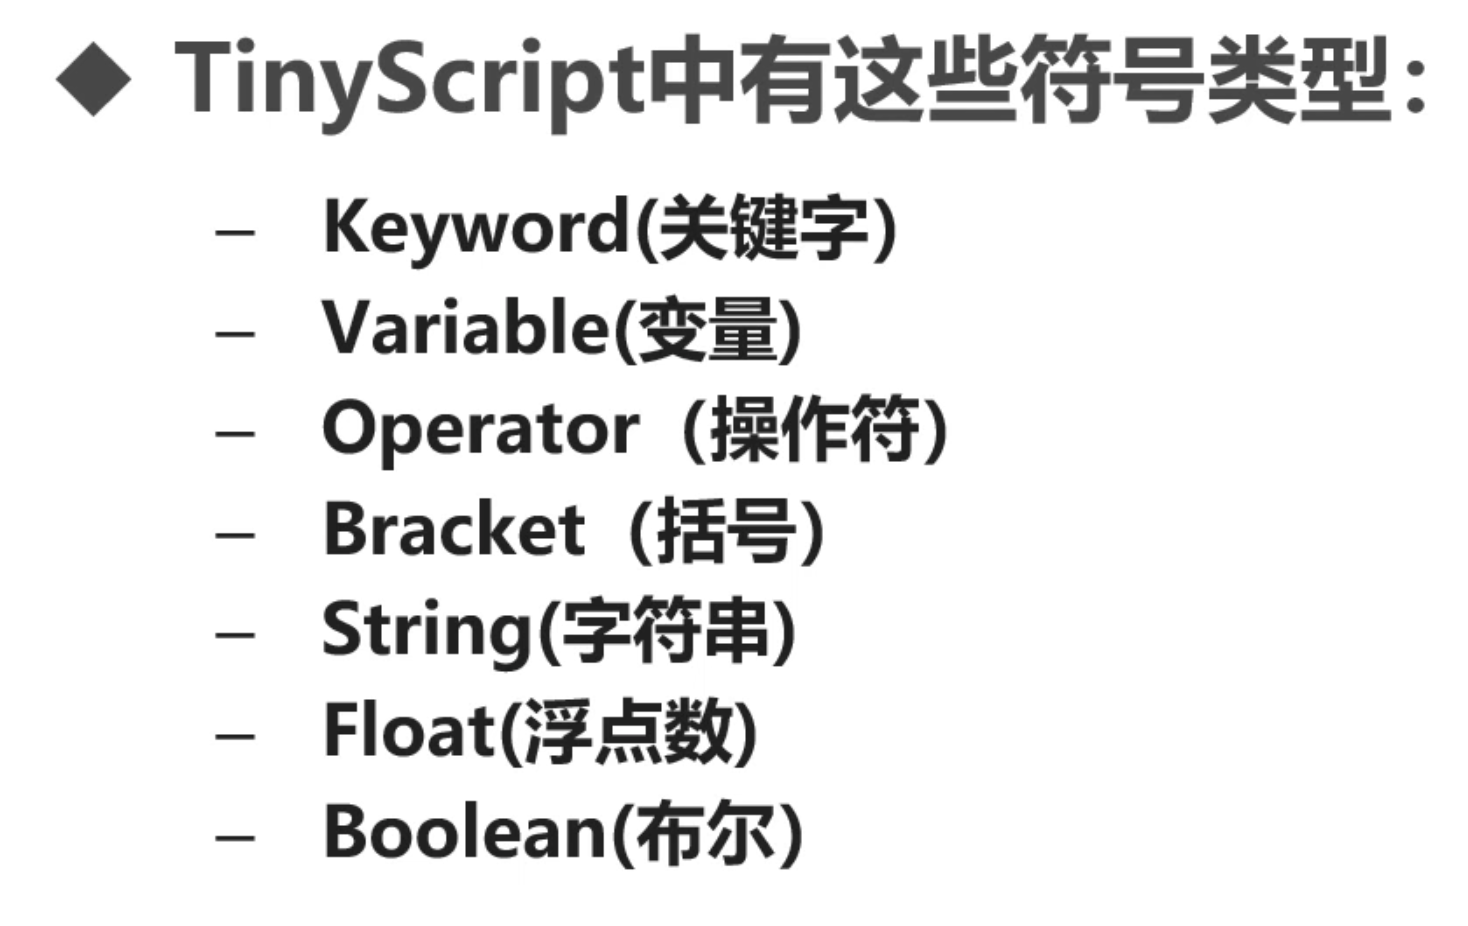 ◆ TinyScript中有这些符号类型：
– Keyword(关键字)
– Variable(变量)
– Operator（操作符）
– Bracket（括号）
– String(字符串)
– Float(浮点数)
– Boolean(布尔)